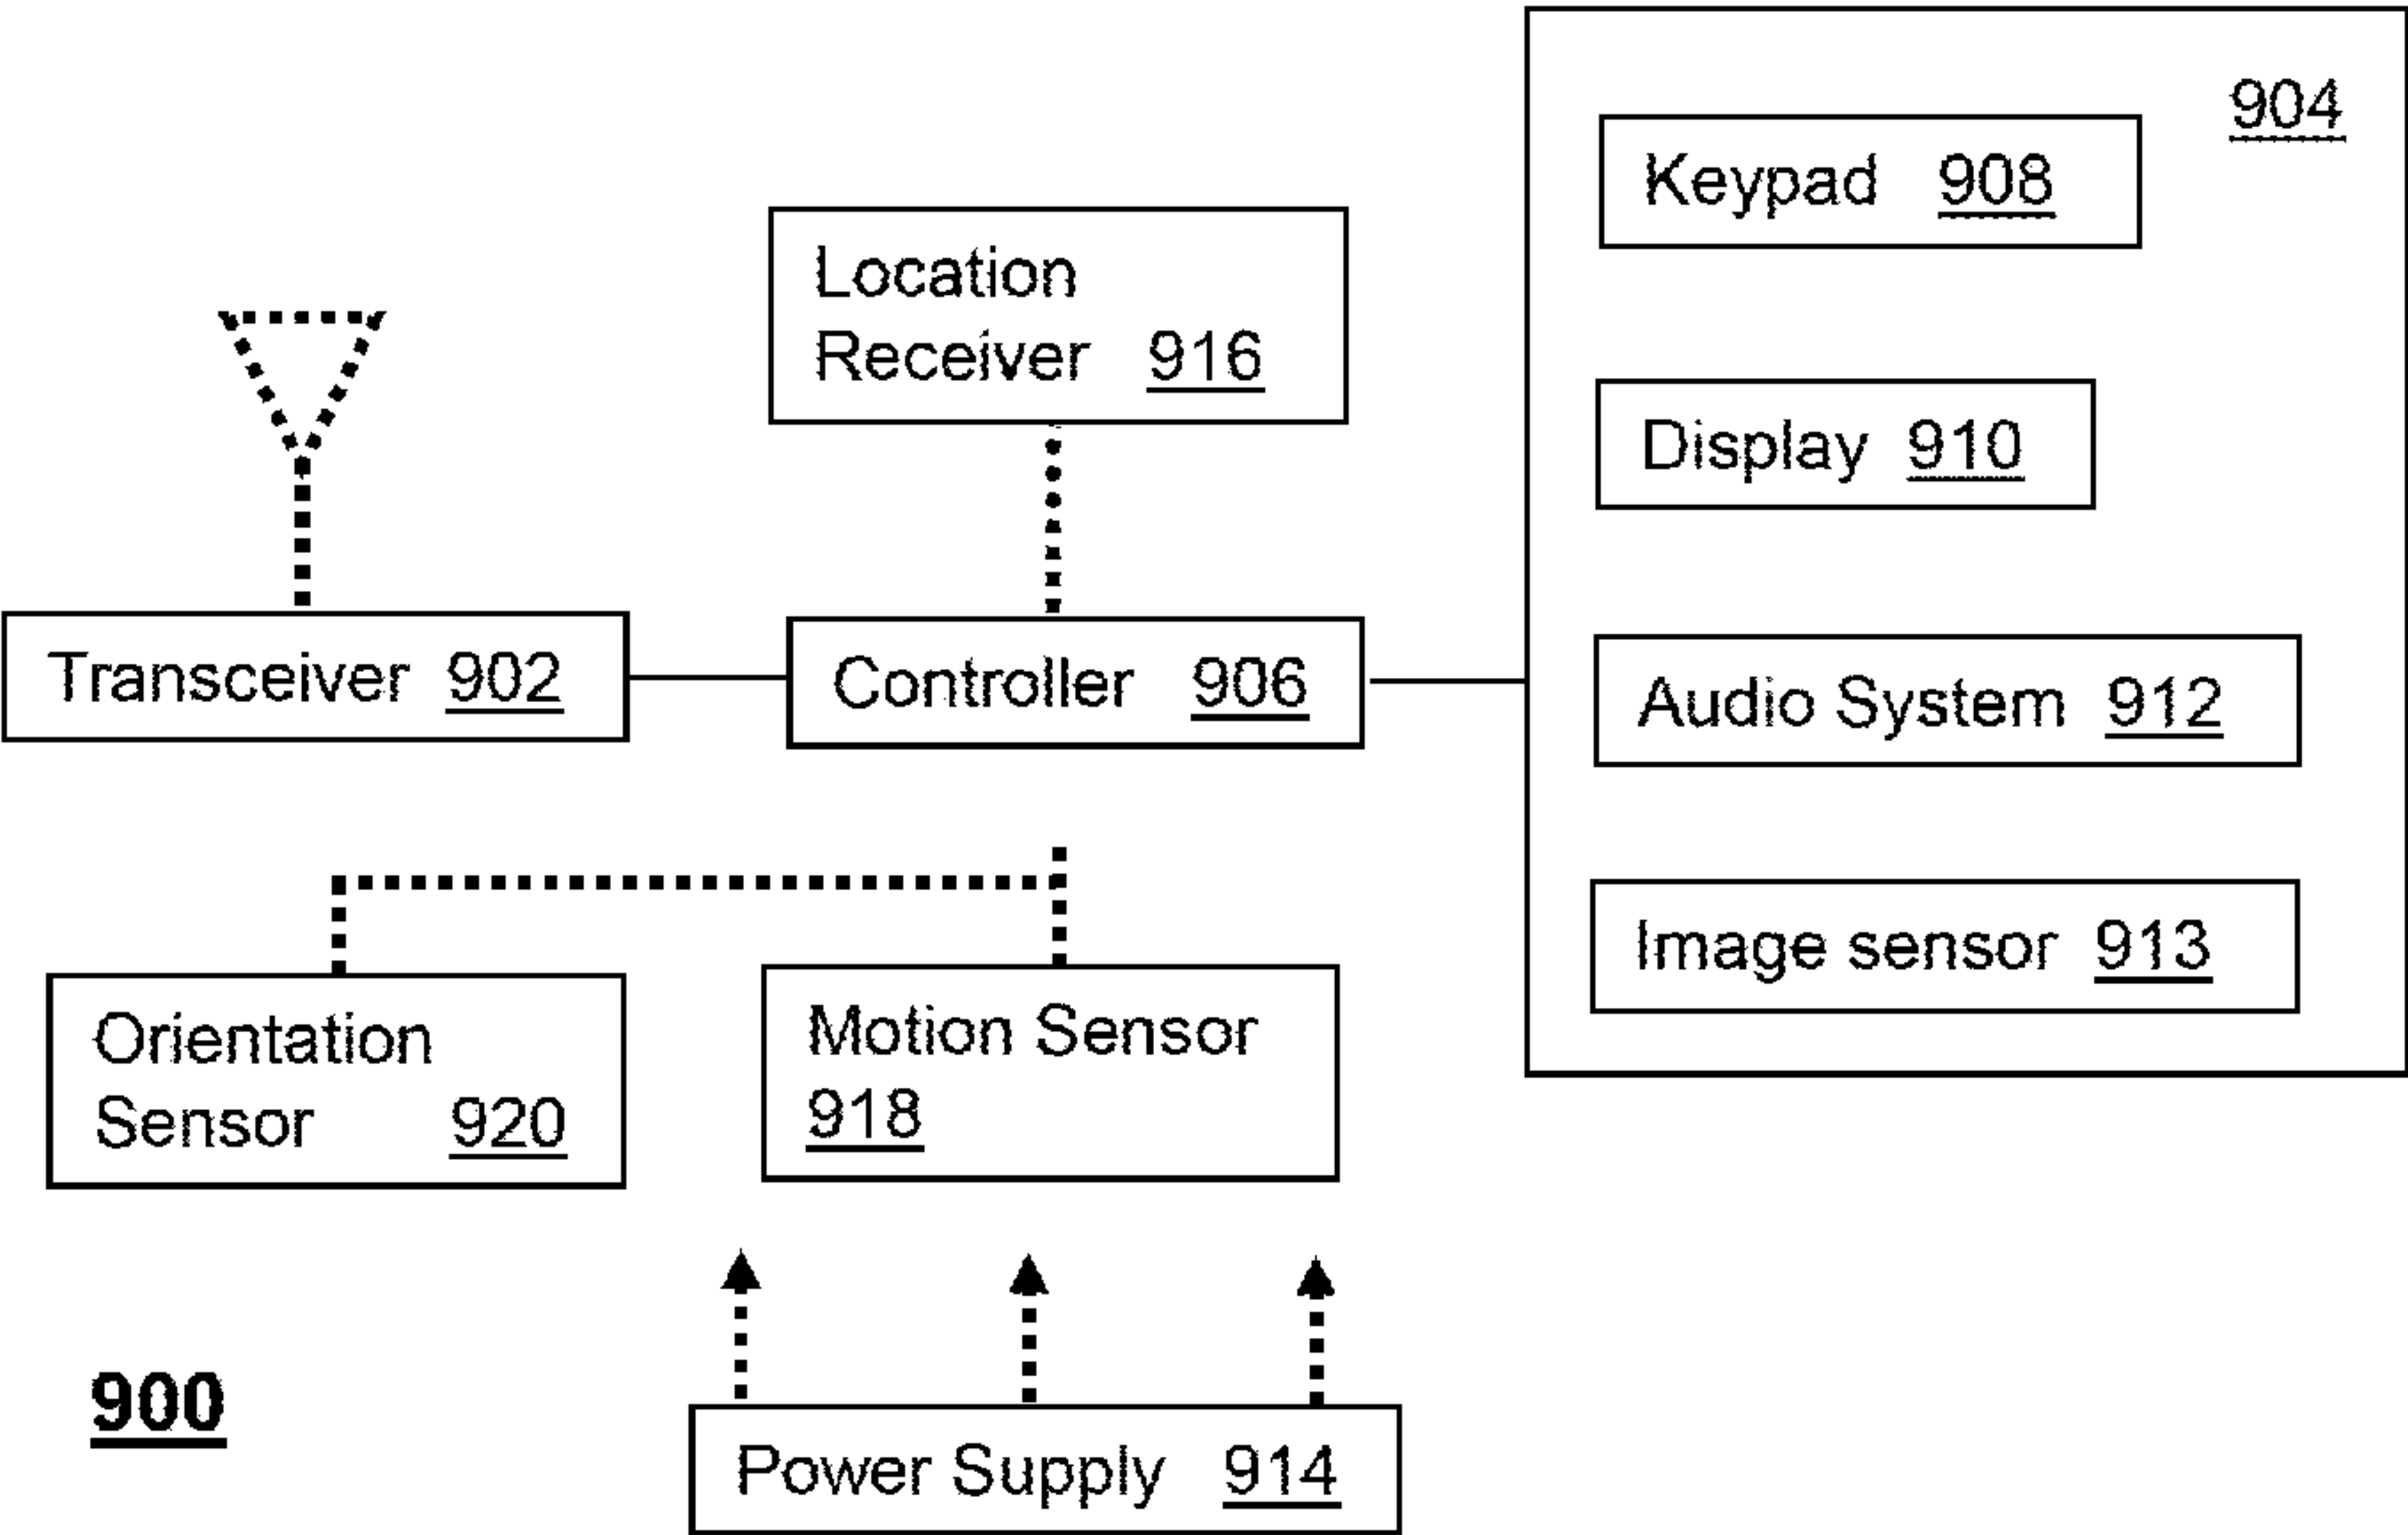 904
Keypad 908
Location
Receiver 916
Display 910
Transceiver 902
Controller 906
Audio System 912
Image sensor 913
Orientation
Sensor 920
Motion Sensor
918
900
Power Supply 914